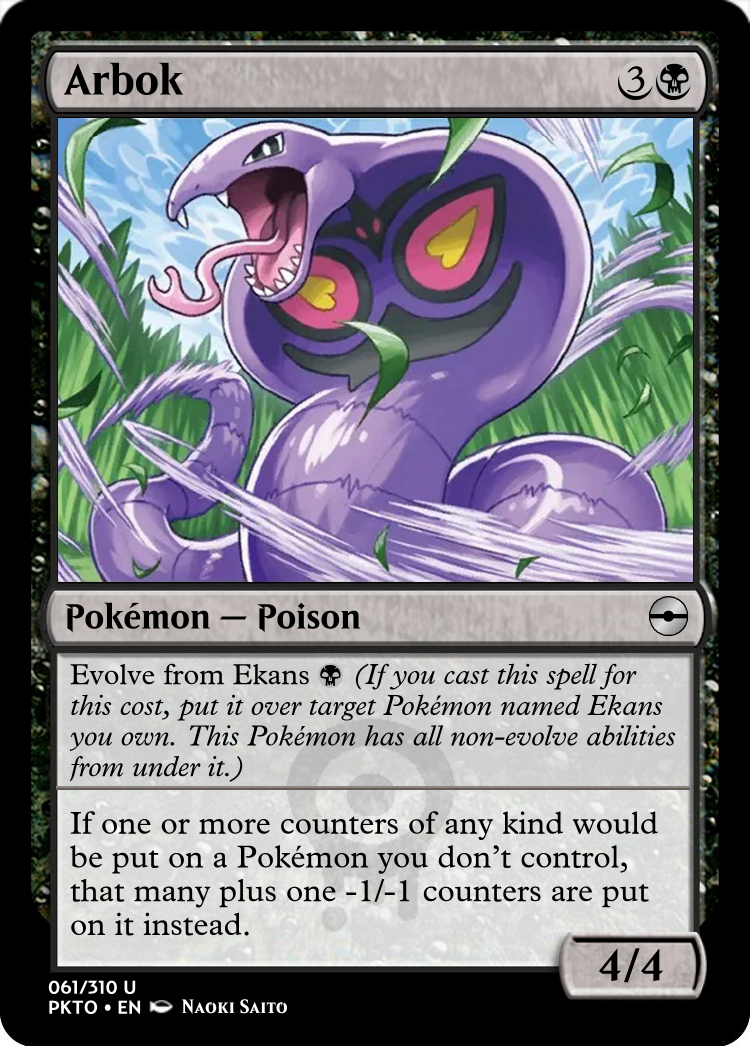 Arbok 3
Pokémon — Poison
Evolve from Ekans (If you cast this spell for
this cost, put it over target Pokémon named Ekans
you own. This Pokémon has all non-evolve abilities
from under it.)
If one or more counters of any kind would
be put on a Pokémon you don't control,
that many plus one -1/-1 counters are put
on it instead.
4/4
061/310 U
PKTO • EN Naoki Saito